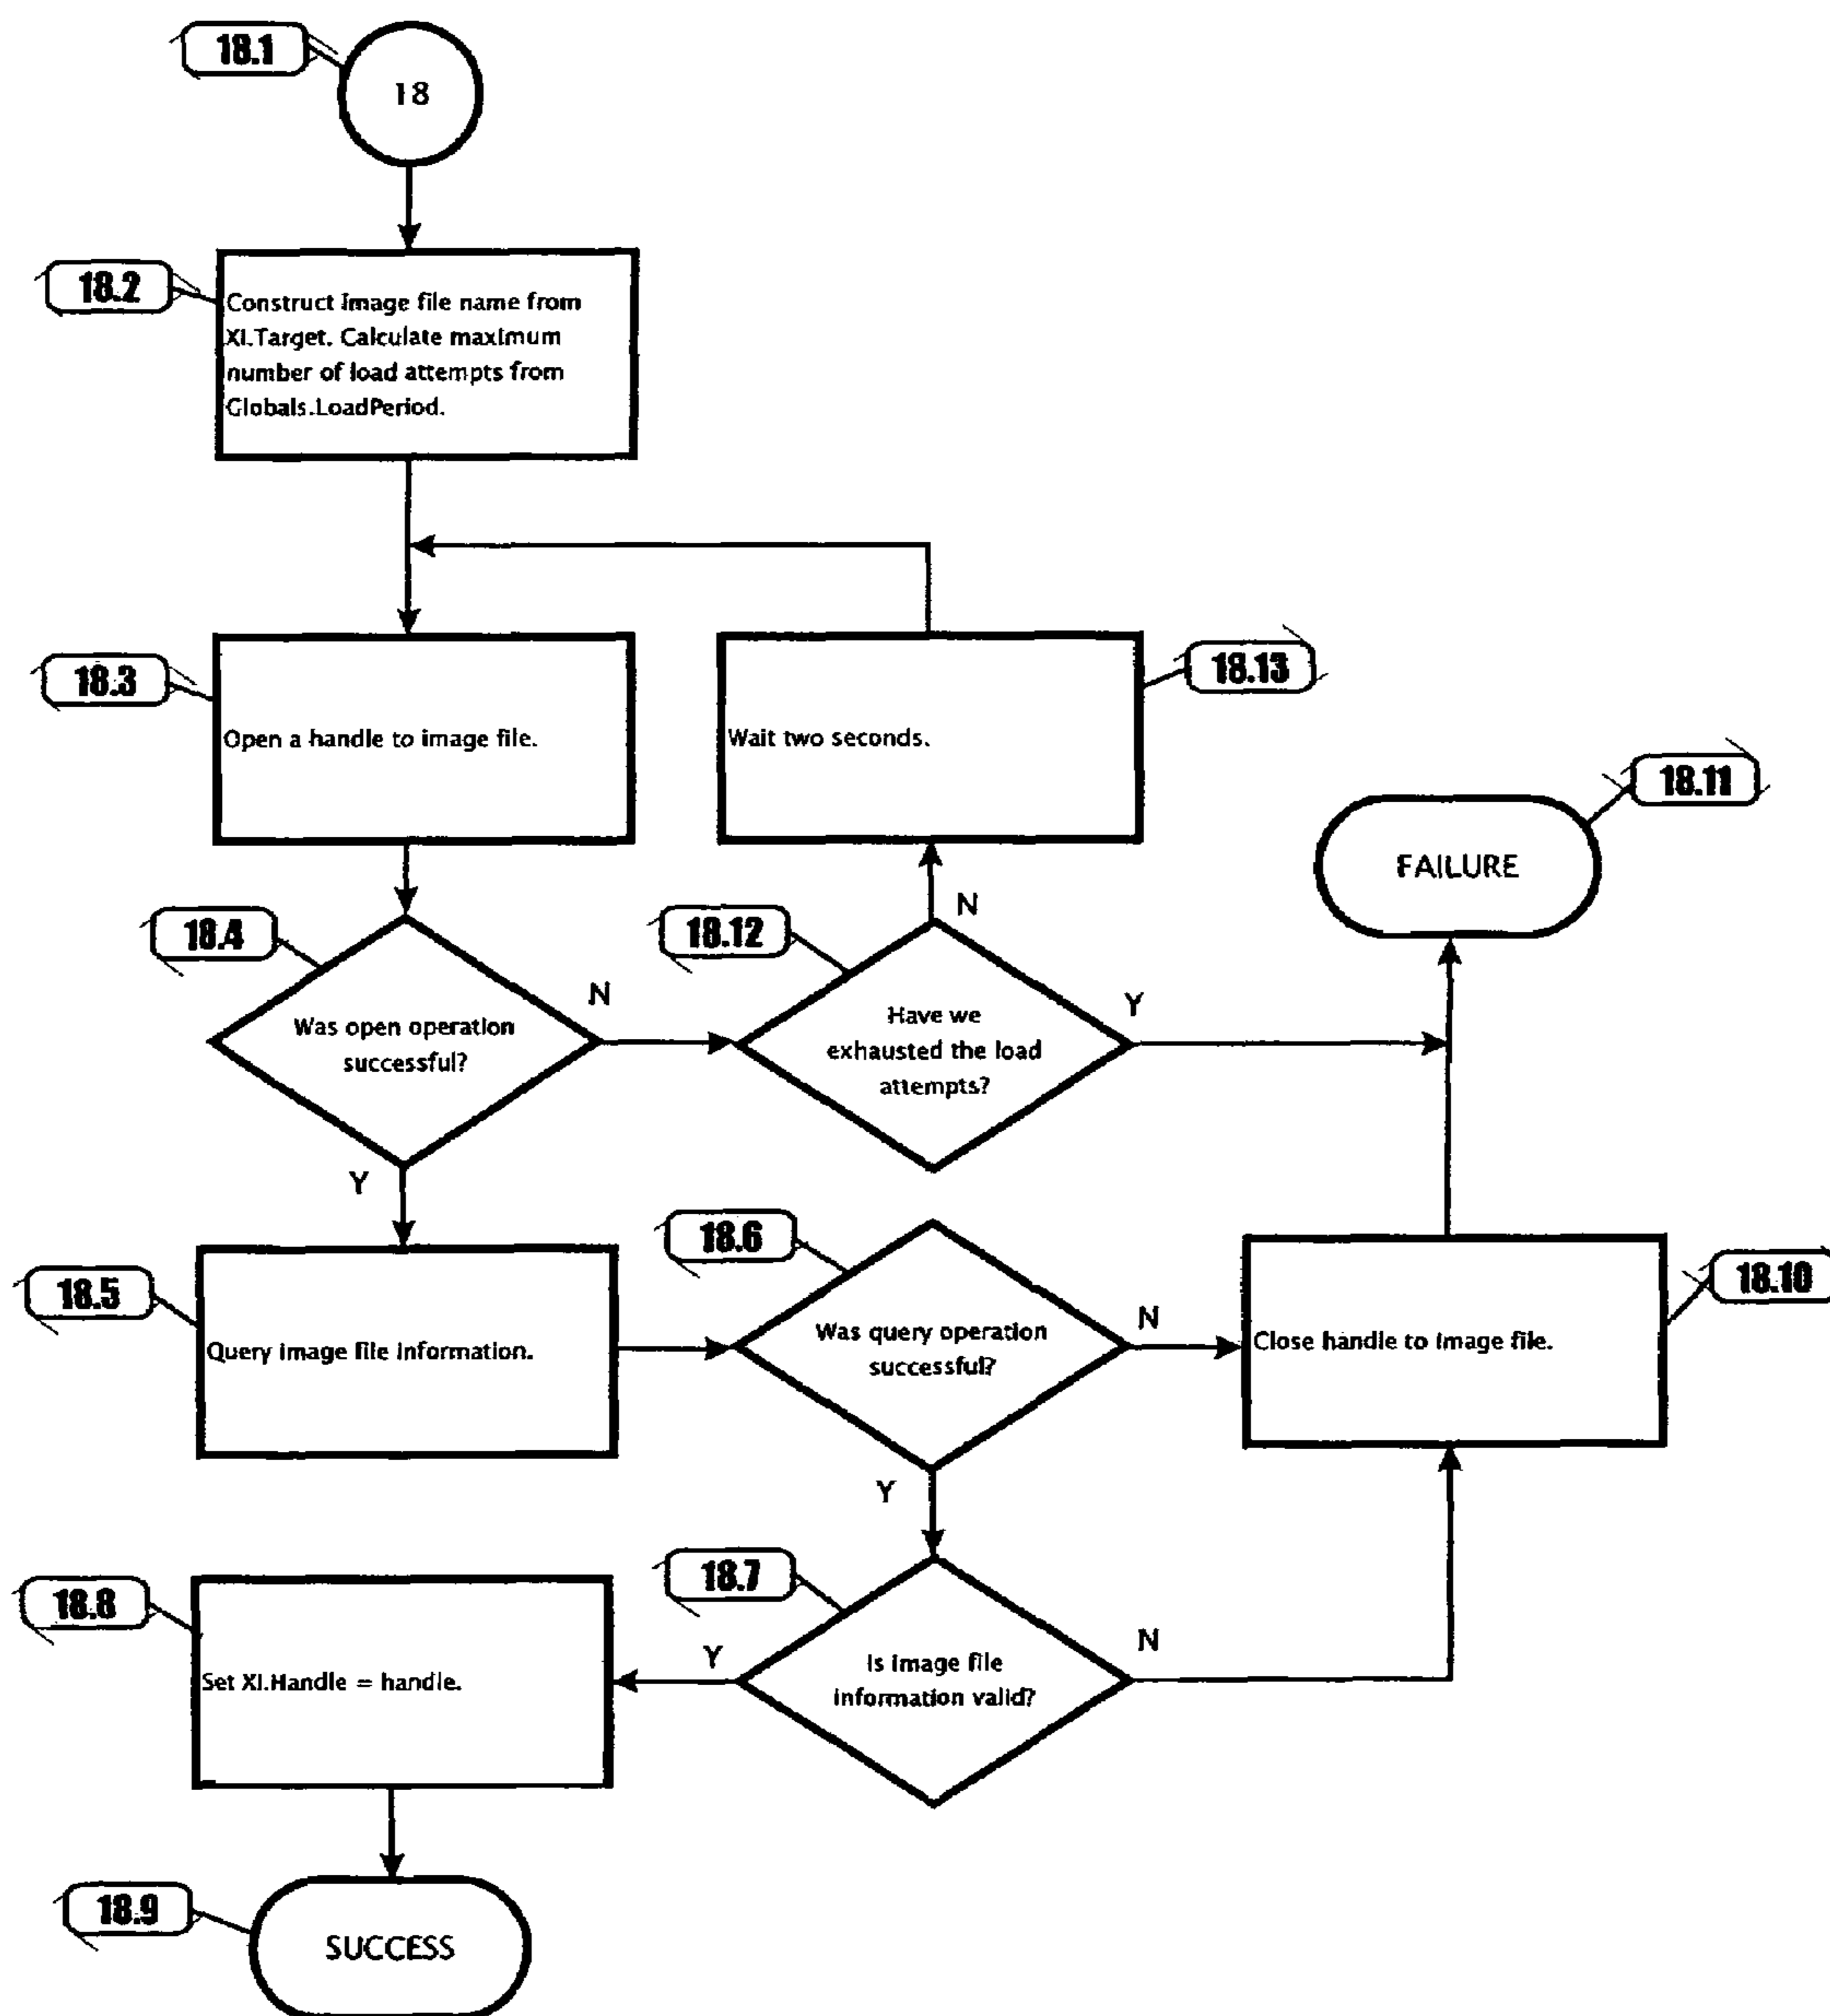 18.1
18
18.2
Construct image file name from
XI.Target. Calculate maximum
number of load attempts from
Globals.LoadPeriod.
18.3
Open a handle to image file.
Wait two seconds.
18.13
18.11
FAILURE
18.4
Was open operation
successful?
N
Y
18.12
Have we
exhausted the load
attempts?
N
Y
18.5
Query image file information.
18.6
Was query operation
successful?
N
Y
Close handle to image file.
18.10
18.7
Is image file
information valid?
Y
N
18.8
Set XI.Handle = handle.
18.9
SUCCESS